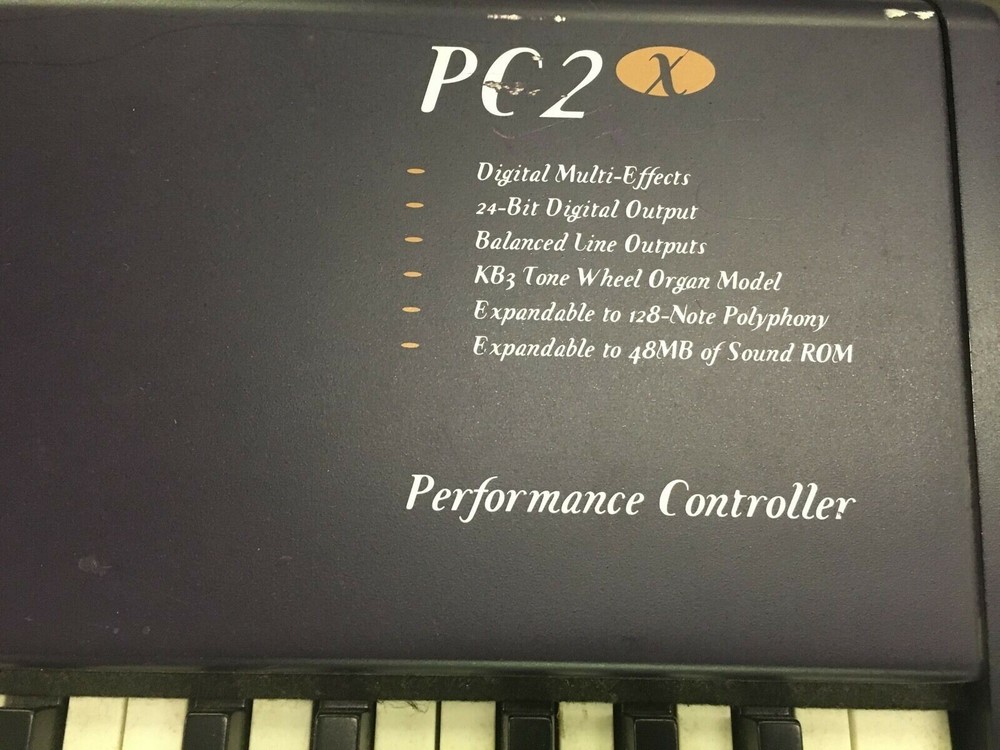 PC2 X
Digital Multi-Effects
24-Bit Digital Output
Balanced Line Outputs
KB3 Tone Wheel Organ Model
Expandable to 128-Note Polyphony
Expandable to 48MB of Sound ROM
Performance Controller